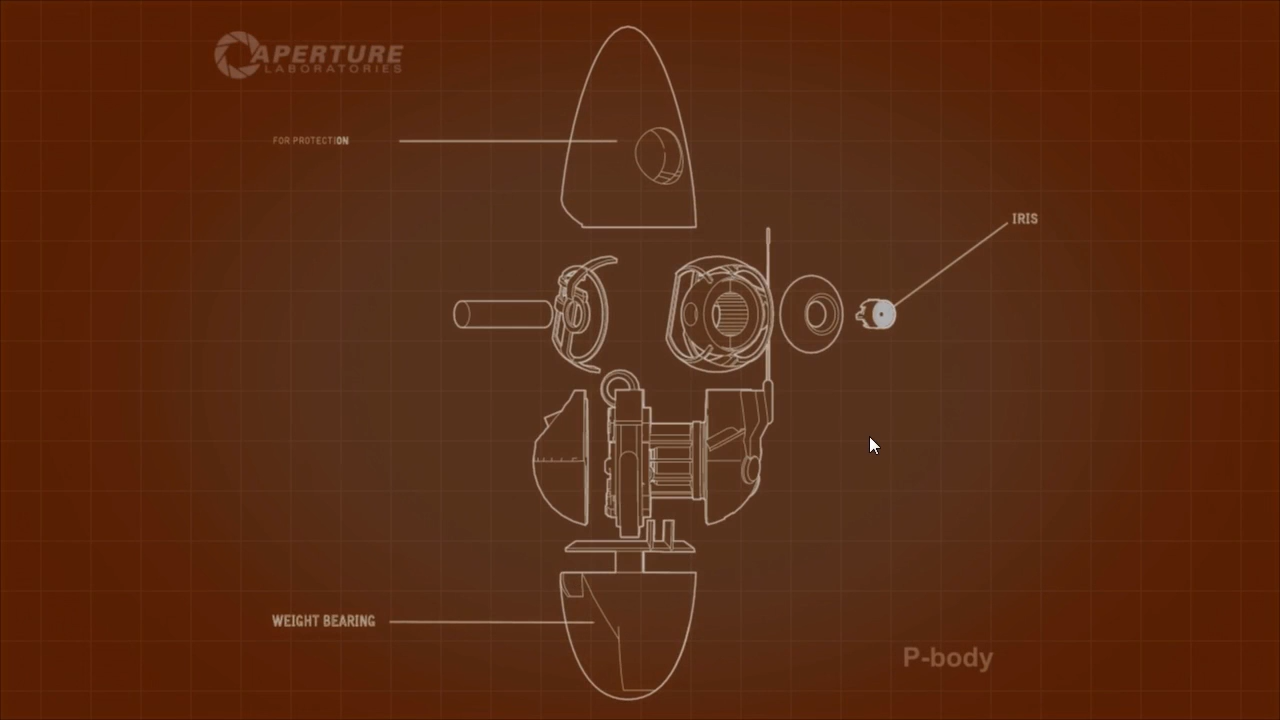 APERTURE
LABORATORIES
FOR PROTECTION
IRIS
WEIGHT BEARING
P-body